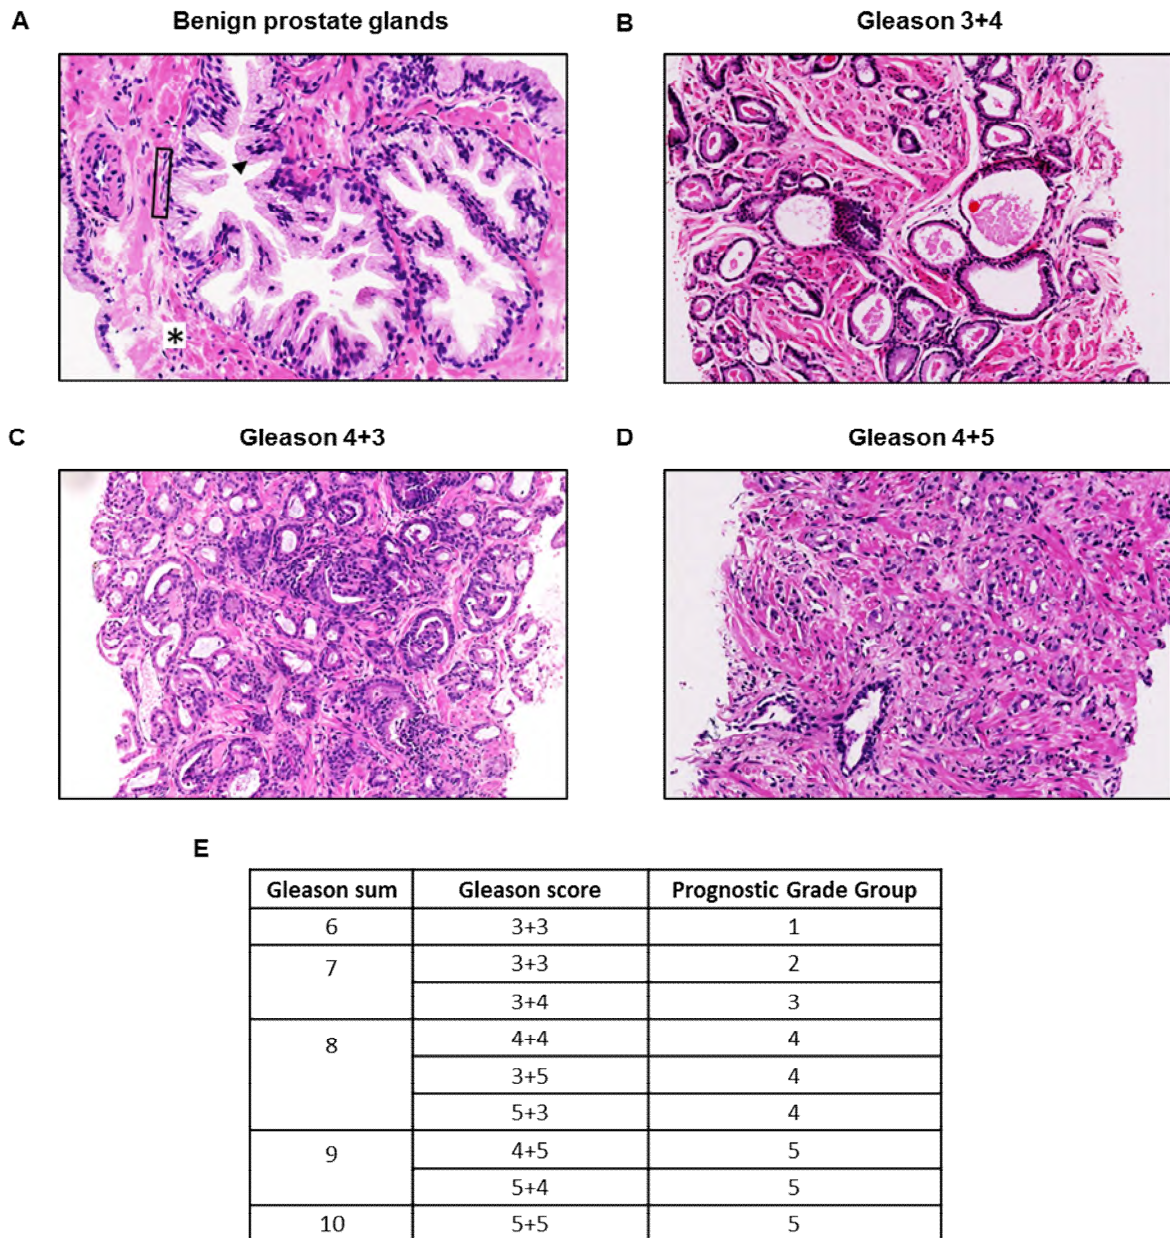 A Benign prostate glands
B Gleason 3+4
*
C Gleason 4+3
D Gleason 4+5
E
Gleason sum Gleason score Prognostic Grade Group
6 3+3 1
7 3+3 2
3+4 3
8 4+4 4
3+5 4
5+3 4
9 4+5 5
5+4 5
10 5+5 5